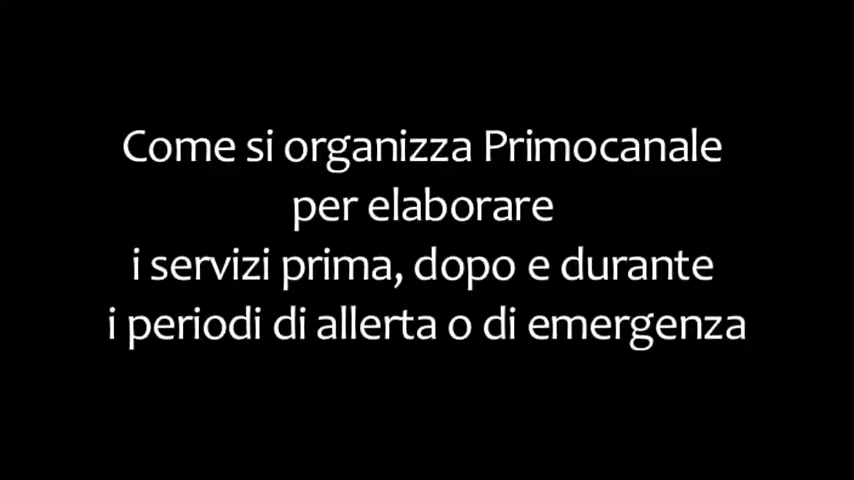 Come si organizza Primocanale
per elaborare
i servizi prima, dopo e durante
i periodi di allerta o di emergenza